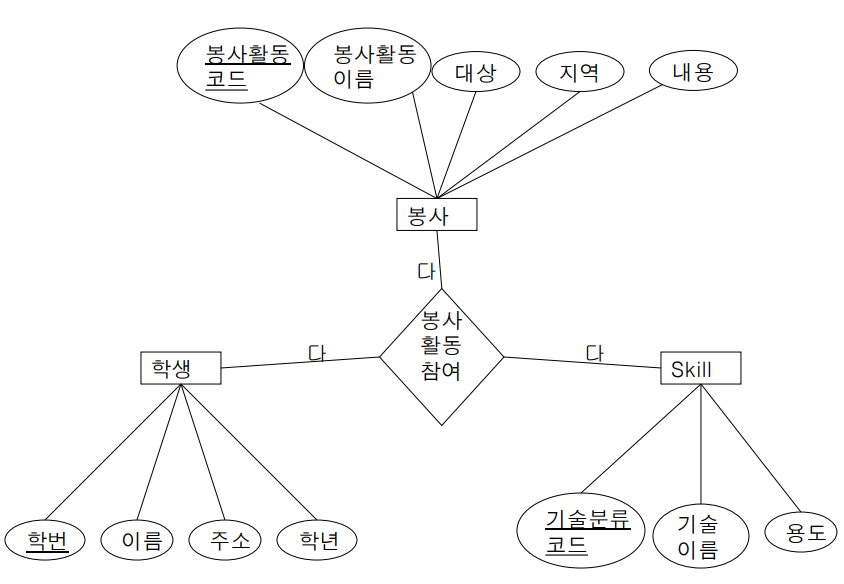 봉사활동
코드
봉사활동
이름
대상
지역
내용
봉사
다
봉사
활동
참여
다
다
학생
Skill
학번
이름
주소
학년
기술분류
코드
기술
이름
용도